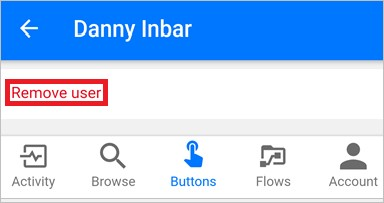 Danny Inbar
Remove user
Activity Browse Buttons Flows Account